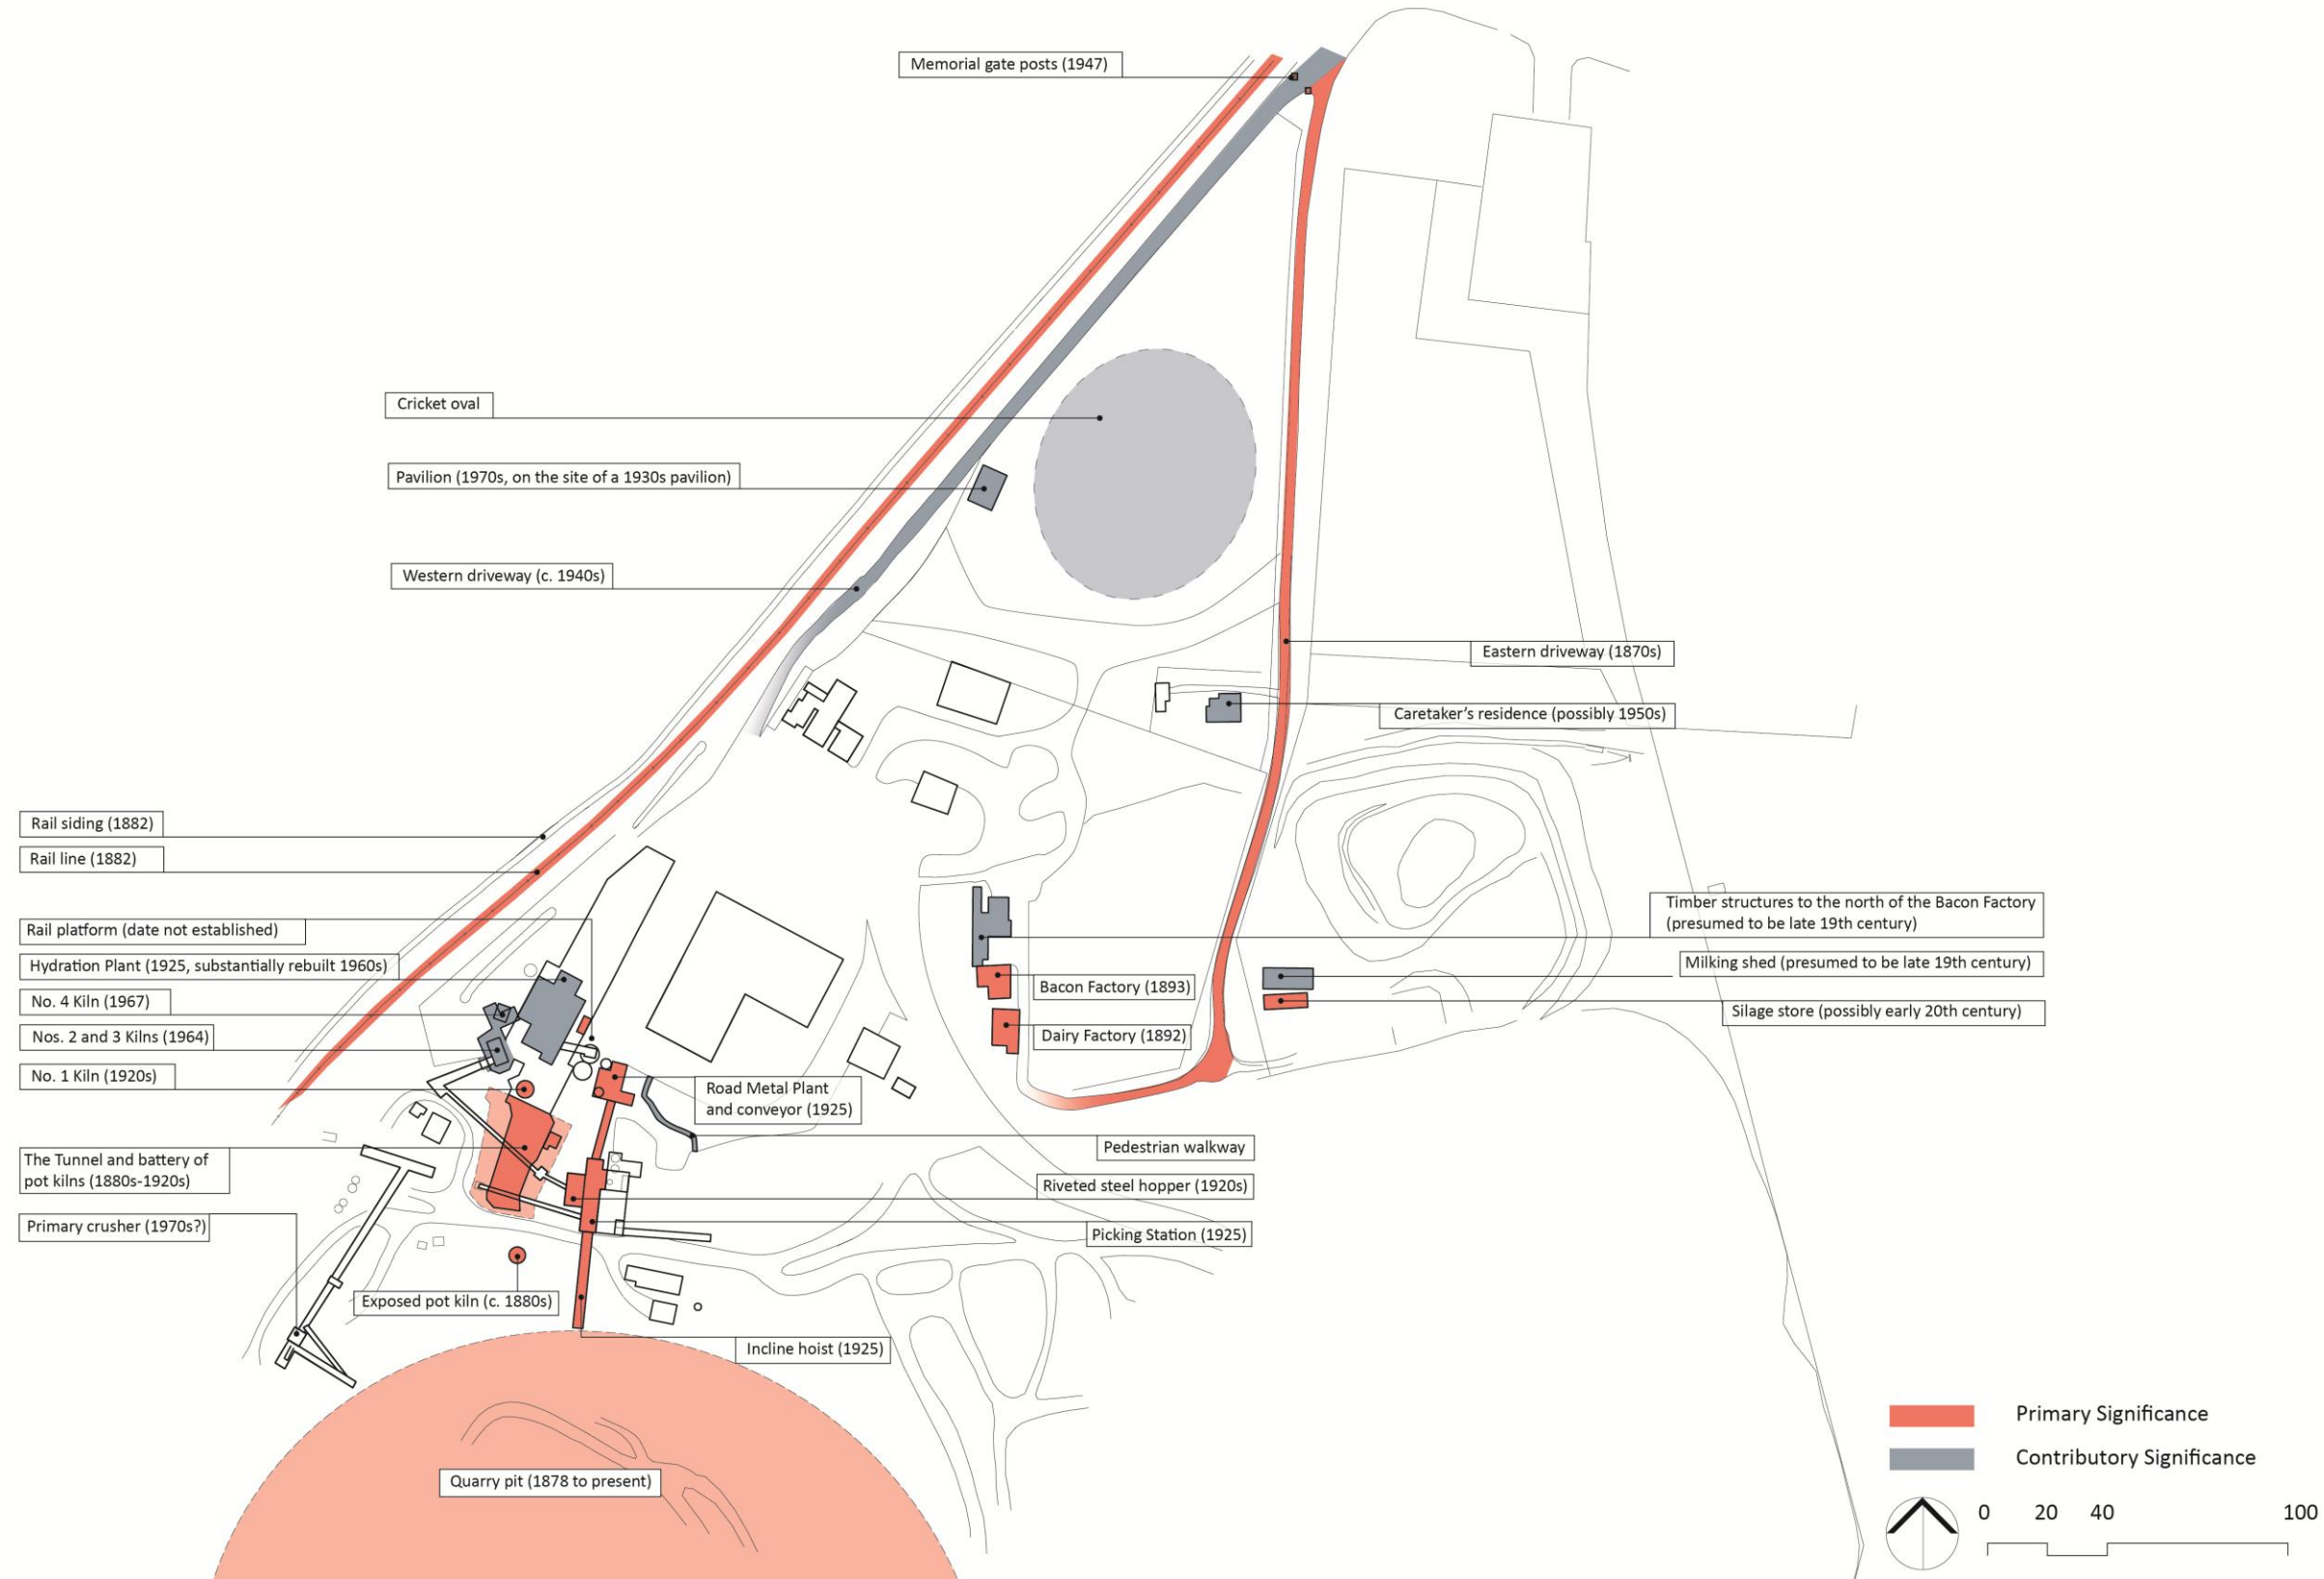 Memorial gate posts (1947)
Cricket oval
Pavilion (1970s, on the site of a 1930s pavilion)
Western driveway (c. 1940s)
Eastern driveway (1870s)
Caretaker's residence (possibly 1950s)
Rail siding (1882)
Rail line (1882)
Rail platform (date not established)
Hydration Plant (1925, substantially rebuilt 1960s)
No. 4 Kiln (1967)
Nos. 2 and 3 Kilns (1964)
No. 1 Kiln (1920s)
The Tunnel and battery of
pot kilns (1880s-1920s)
Primary crusher (1970s?)
Exposed pot kiln (c. 1880s)
Timber structures to the north of the Bacon Factory
(presumed to be late 19th century)
Milking shed (presumed to be late 19th century)
Silage store (possibly early 20th century)
Bacon Factory (1893)
Dairy Factory (1892)
Road Metal Plant
and conveyor (1925)
Pedestrian walkway
Riveted steel hopper (1920s)
Picking Station (1925)
Incline hoist (1925)
Quarry pit (1878 to present)
Primary Significance
Contributory Significance
0 20 40 100